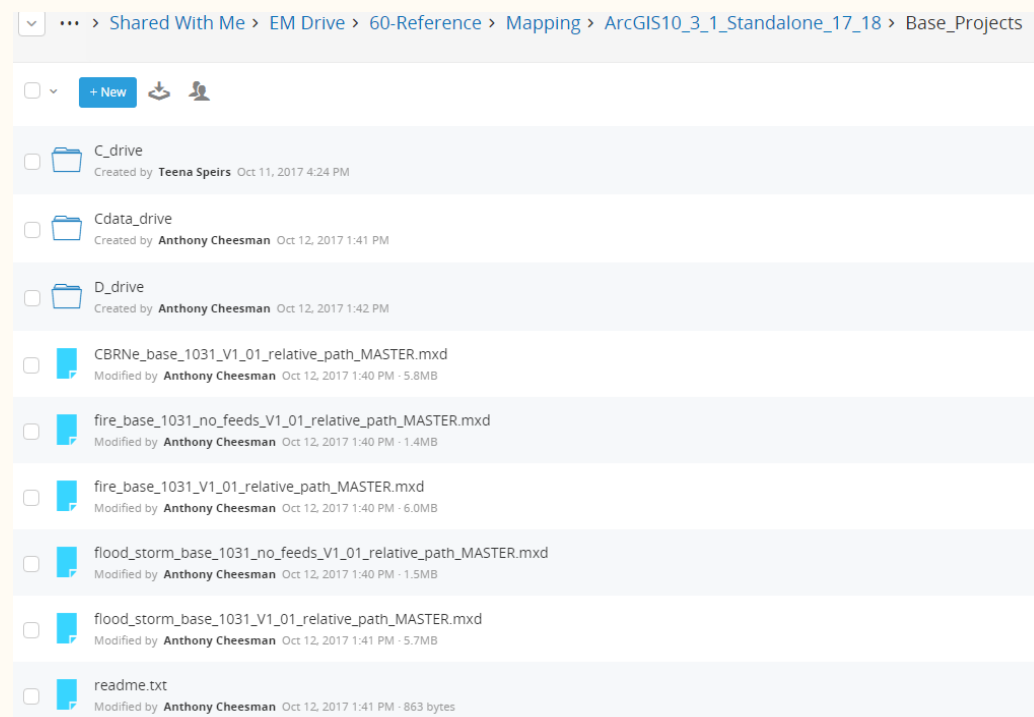 ··· > Shared With Me > EM Drive > 60-Reference > Mapping > ArcGIS10_3_1_Standalone_17_18 > Base_Projects
+ New
C_drive
Created by Teena Speirs Oct 11, 2017 4:24 PM
Cdata_drive
Created by Anthony Cheesman Oct 12, 2017 1:41 PM
D_drive
Created by Anthony Cheesman Oct 12, 2017 1:42 PM
CBRNe_base_1031_V1_01_relative_path_MASTER.mxd
Modified by Anthony Cheesman Oct 12, 2017 1:40 PM · 5.8MB
fire_base_1031_no_feeds_V1_01_relative_path_MASTER.mxd
Modified by Anthony Cheesman Oct 12, 2017 1:40 PM · 1.4MB
fire_base_1031_V1_01_relative_path_MASTER.mxd
Modified by Anthony Cheesman Oct 12, 2017 1:40 PM · 6.0MB
flood_storm_base_1031_no_feeds_V1_01_relative_path_MASTER.mxd
Modified by Anthony Cheesman Oct 12, 2017 1:40 PM · 1.5MB
flood_storm_base_1031_V1_01_relative_path_MASTER.mxd
Modified by Anthony Cheesman Oct 12, 2017 1:41 PM · 5.7MB
readme.txt
Modified by Anthony Cheesman Oct 12, 2017 1:41 PM · 863 bytes